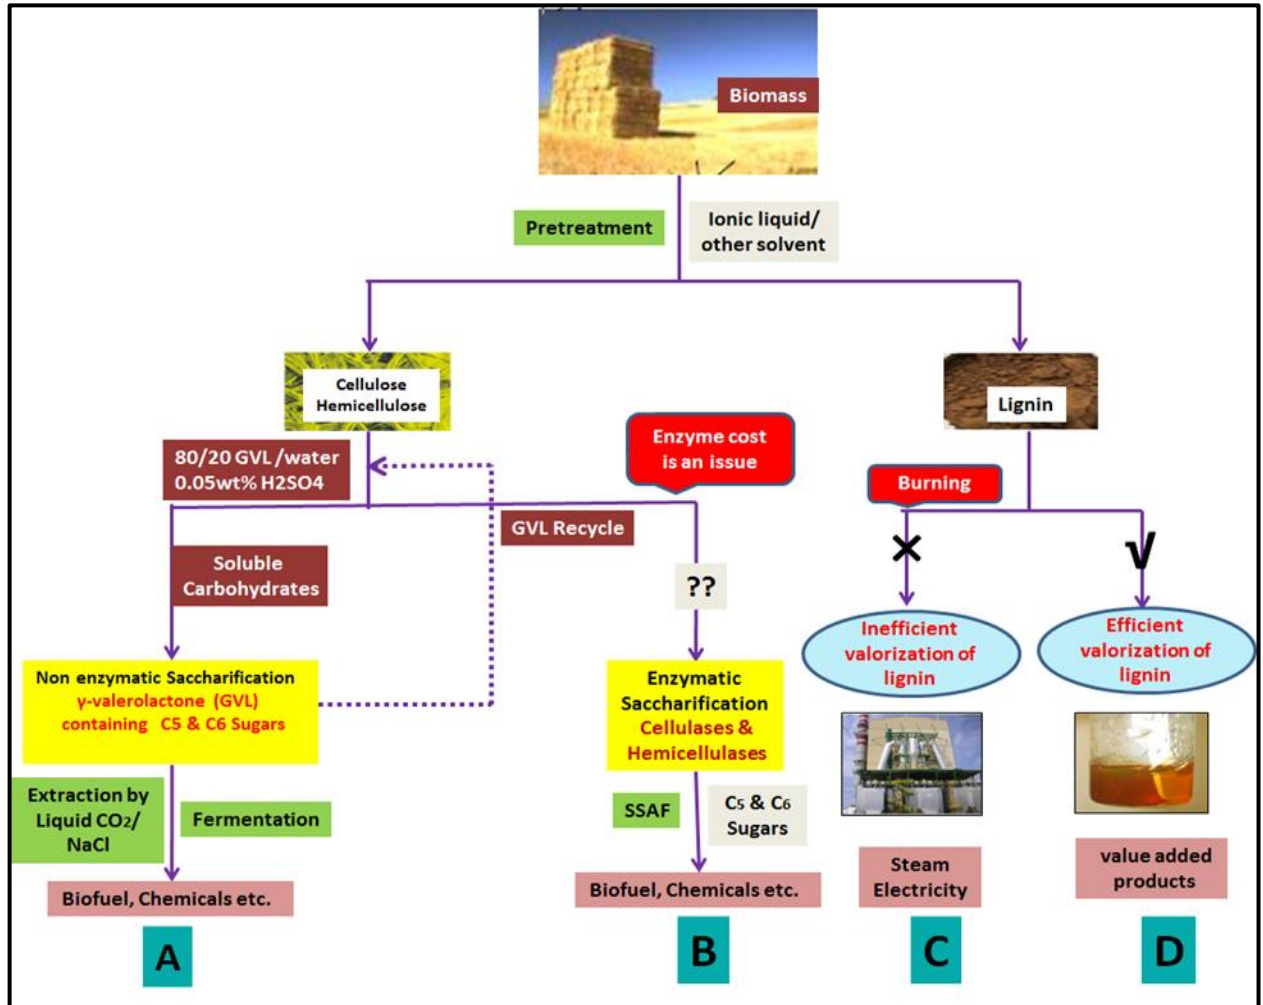 Biomass
Pretreatment
Ionic liquid/
other solvent
Cellulose
Hemicellulose
Lignin
80/20 GVL /water
0.05wt% H2SO4
Enzyme cost
is an issue
Burning
GVL Recycle
Soluble
Carbohydrates
??
×
√
Non enzymatic Saccharification
γ-valerolactone (GVL)
containing C5 & C6 Sugars
Enzymatic
Saccharification
Cellulases &
Hemicellulases
Inefficient
valorization of
lignin
Efficient
valorization of
lignin
Extraction by
Liquid CO2/
NaCl
Fermentation
SSAF
C5 & C6
Sugars
Biofuel, Chemicals etc.
Biofuel, Chemicals etc.
Steam
Electricity
value added
products
A
B
C
D